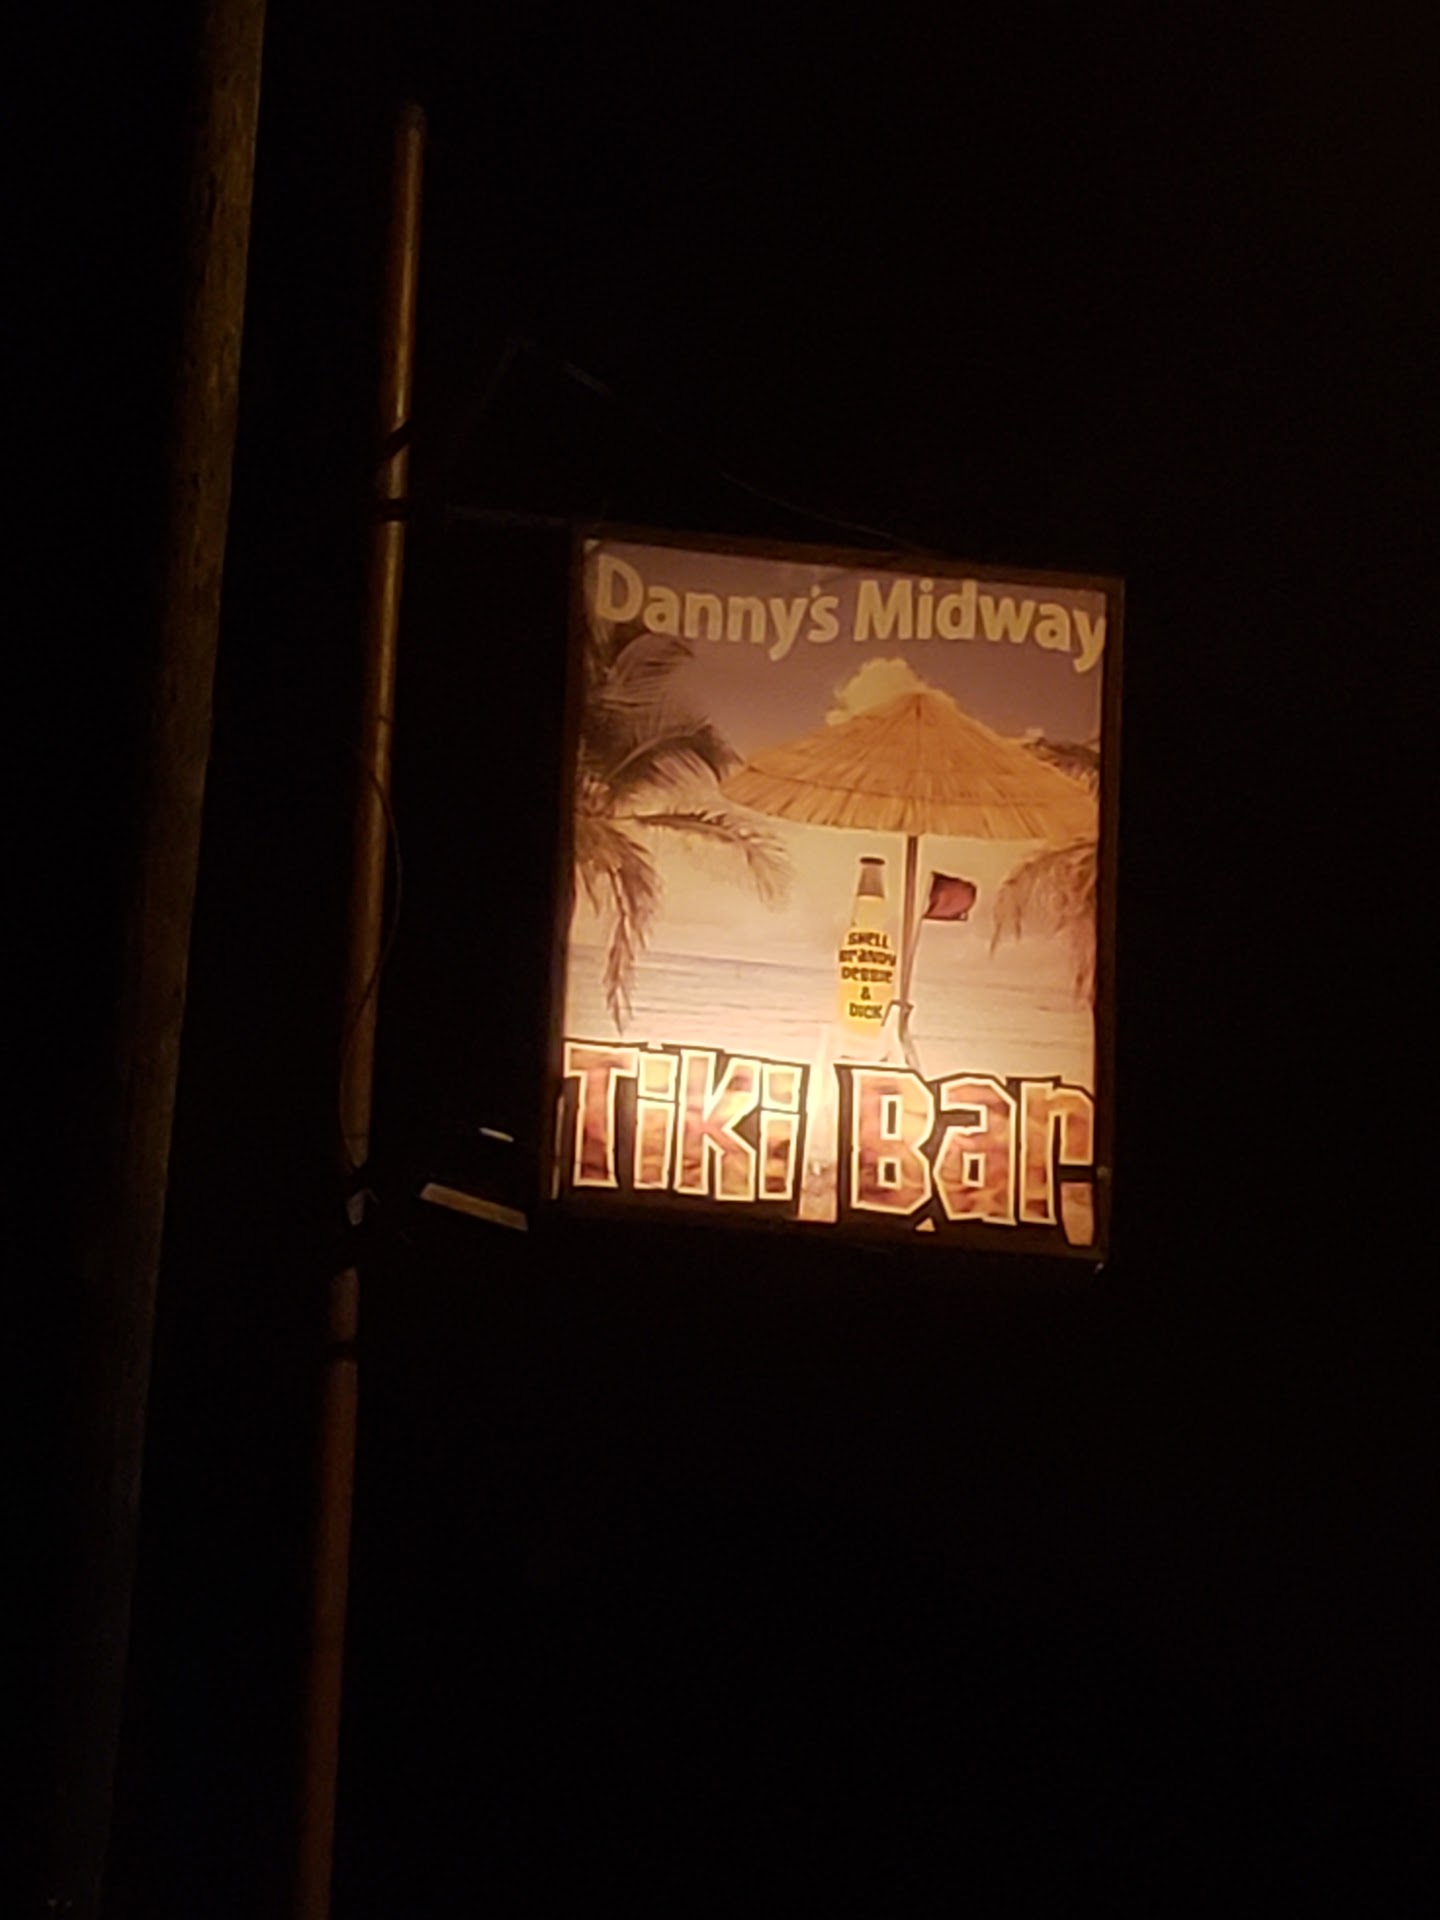 Danny's Midway
SHELL
Brandy
Debbie
&
DICK
Tiki Bar